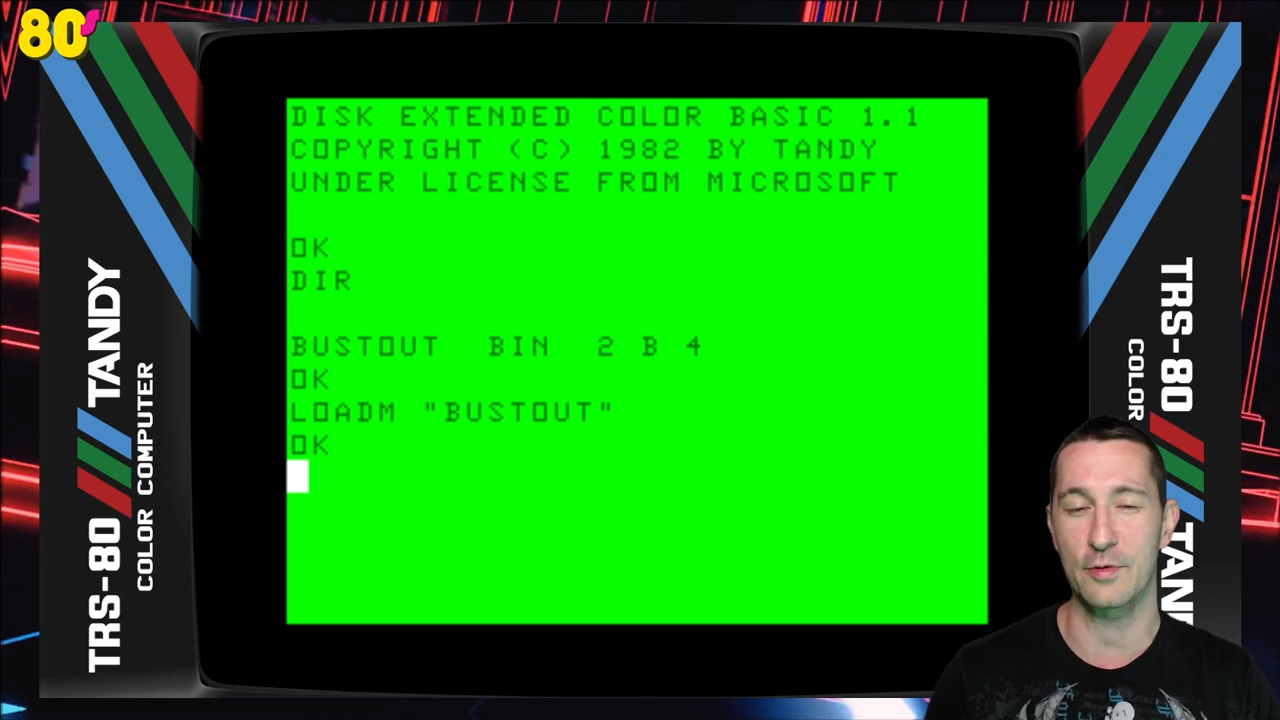 80's
DISK EXTENDED COLOR BASIC 1.1
COPYRIGHT (C) 1982 BY TANDY
UNDER LICENSE FROM MICROSOFT
OK
DIR
BUSTOUT BIN 2 B 4
OK
LOADM "BUSTOUT"
OK
TRS-80 TANDY
COLOR COMPUTER
TRS-80 TAN
COLOR